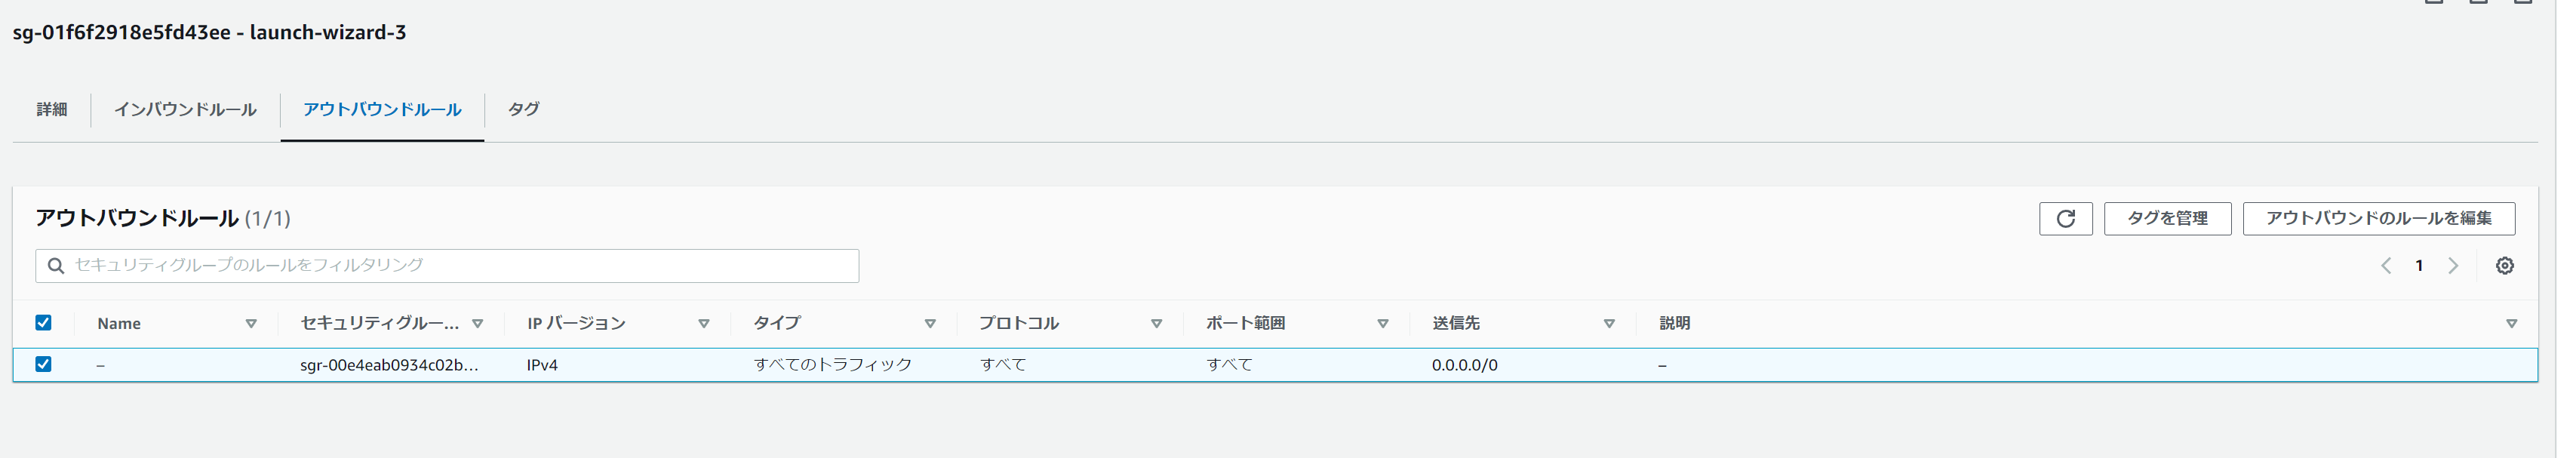 sg-01f6f2918e5fd43ee - launch-wizard-3
詳細 インバウンドルール アウトバウンドルール タグ
アウトバウンドルール (1/1) タグを管理 アウトバウンドのルールを編集
セキュリティグループのルールをフィルタリング 1
Name セキュリティグルー... IP バージョン タイプ プロトコル ポート範囲 送信先 説明
– sgr-00e4eab0934c02b... IPv4 すべてのトラフィック すべて すべて 0.0.0.0/0 –